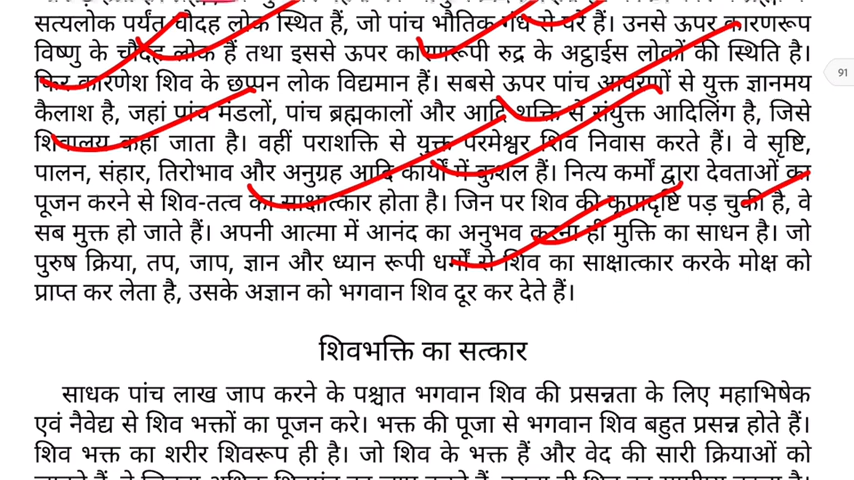 सत्यलोक पर्यंत चौदह लोक स्थित हैं, जो पांच भौतिक गंध से परे हैं। उनसे ऊपर कारणरूप
विष्णु के चौदह लोक हैं तथा इससे ऊपर कारणरूपी रुद्र के अट्ठाईस लोकों की स्थिति है।
फिर कारणेश शिव के छप्पन लोक विद्यमान हैं। सबसे ऊपर पांच आवरणों से युक्त ज्ञानमय
कैलाश है, जहां पांच मंडलों, पांच ब्रह्मकालों और आदि शक्ति से संयुक्त आदिलिंग है, जिसे
शिवालय कहा जाता है। वहीं पराशक्ति से युक्त परमेश्वर शिव निवास करते हैं। वे सृष्टि,
पालन, संहार, तिरोभाव और अनुग्रह आदि कार्यों में कुशल हैं। नित्य कर्मों द्वारा देवताओं का
पूजन करने से शिव-तत्व का साक्षात्कार होता है। जिन पर शिव की कृपादृष्टि पड़ चुकी है, वे
सब मुक्त हो जाते हैं। अपनी आत्मा में आनंद का अनुभव करना ही मुक्ति का साधन है। जो
पुरुष क्रिया, तप, जाप, ज्ञान और ध्यान रूपी धर्मों से शिव का साक्षात्कार करके मोक्ष को
प्राप्त कर लेता है, उसके अज्ञान को भगवान शिव दूर कर देते हैं।
91
शिवभक्ति का सत्कार
साधक पांच लाख जाप करने के पश्चात भगवान शिव की प्रसन्नता के लिए महाभिषेक
एवं नैवेद्य से शिव भक्तों का पूजन करे। भक्त की पूजा से भगवान शिव बहुत प्रसन्न होते हैं।
शिव भक्त का शरीर शिवरूप ही है। जो शिव के भक्त हैं और वेद की सारी क्रियाओं को